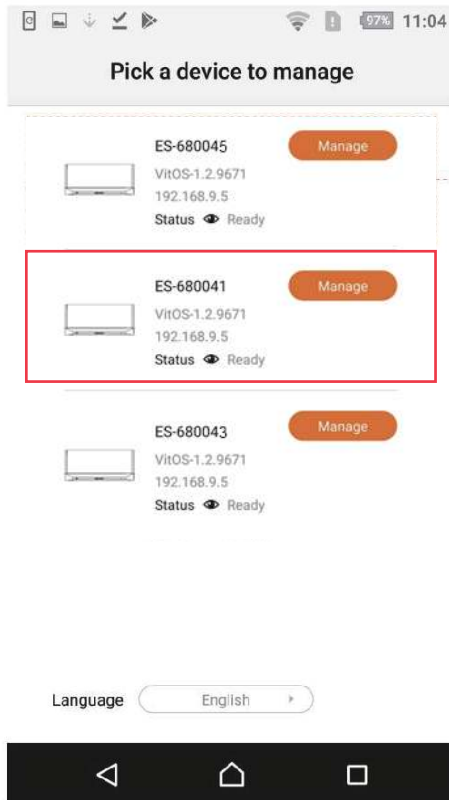 97% 11:04
Pick a device to manage
ES-680045 Manage
VitOS-1.2.9671
192.168.9.5
Status Ready
ES-680041 Manage
VitOS-1.2.9671
192.168.9.5
Status Ready
ES-680043 Manage
VitOS-1.2.9671
192.168.9.5
Status Ready
Language English